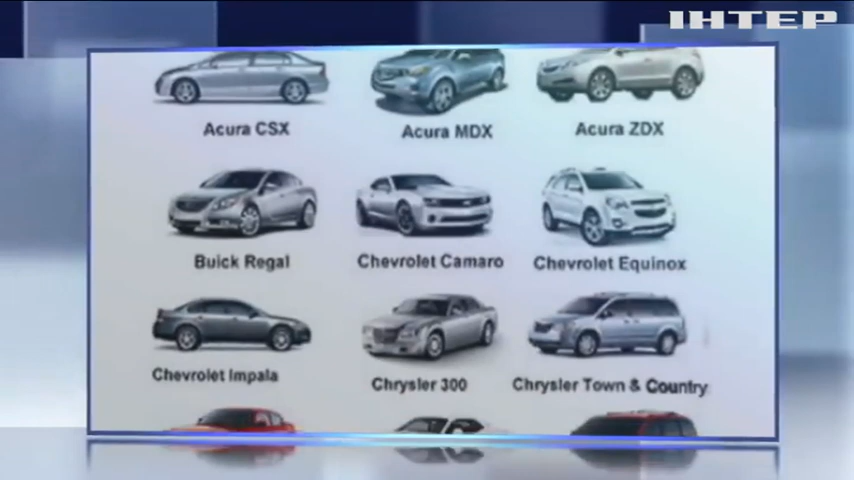 ІНТЕР
Acura CSX
Acura MDX
Acura ZDX
Buick Regal
Chevrolet Camaro
Chevrolet Equinox
Chevrolet Impala
Chrysler 300
Chrysler Town & Country